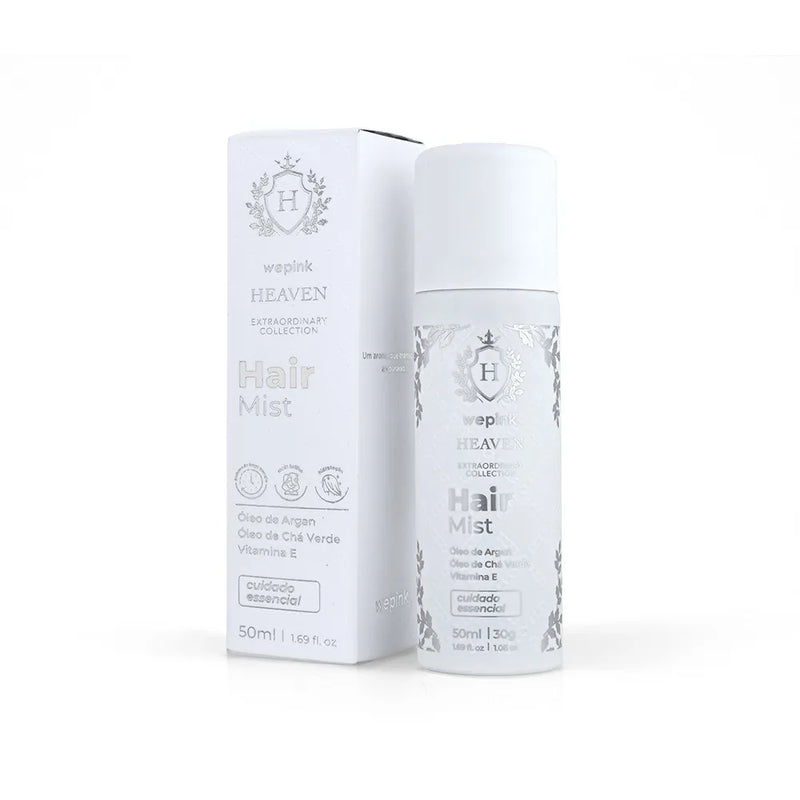 H
wepink
HEAVEN
EXTRAORDINARY
COLLECTION
Hair
Mist
Óleo de Argan
Óleo de Chá Verde
Vitamina E
cuidado
essencial
50ml | 1.69 fl. oz
Um
wepink
H
wepink
HEAVEN
EXTRAORDINARY
COLLECTION
Hair
Mist
Óleo de Argan
Óleo de Chá Verde
Vitamina E
cuidado
essencial
50ml | 30g
1.69 fl. oz | 1.06 oz